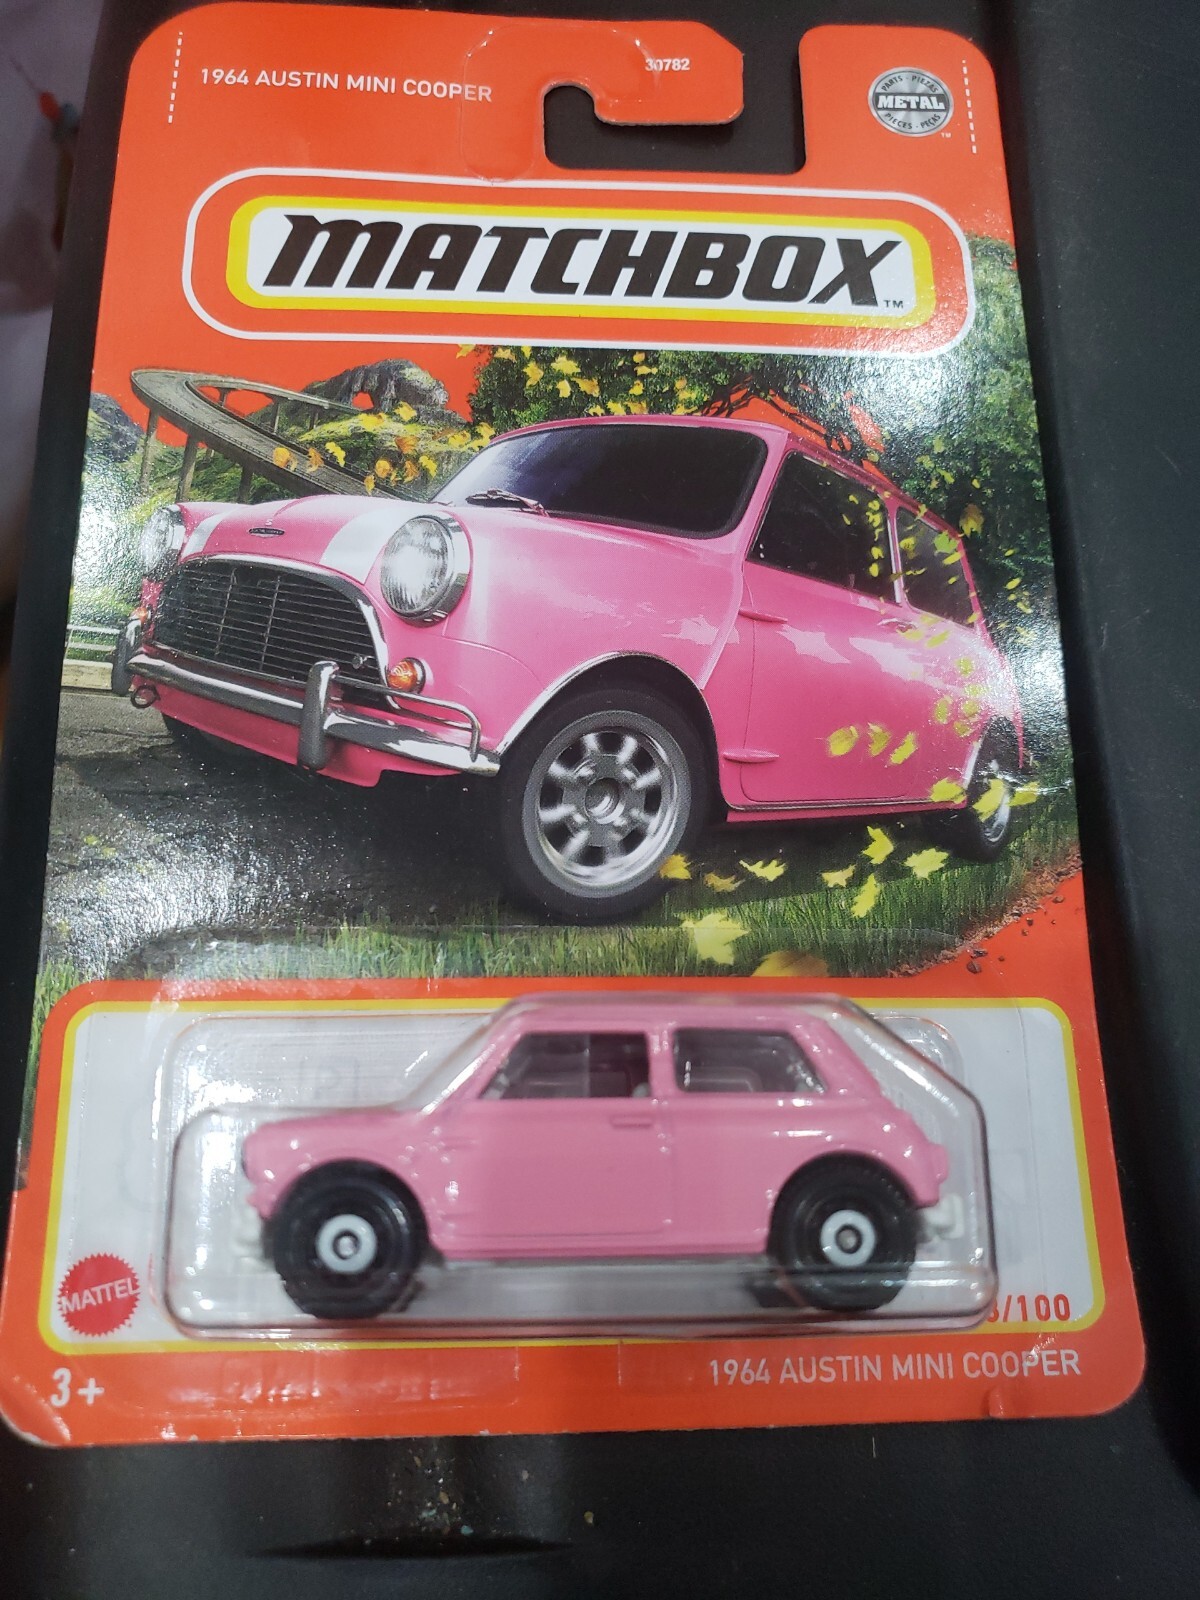 1964 AUSTIN MINI COOPER
30782
PARTS · PIEZAS
METAL
PIECES · PEÇAS
TM
MATCHBOX
TM
MATTEL
/100
3+
1964 AUSTIN MINI COOPER